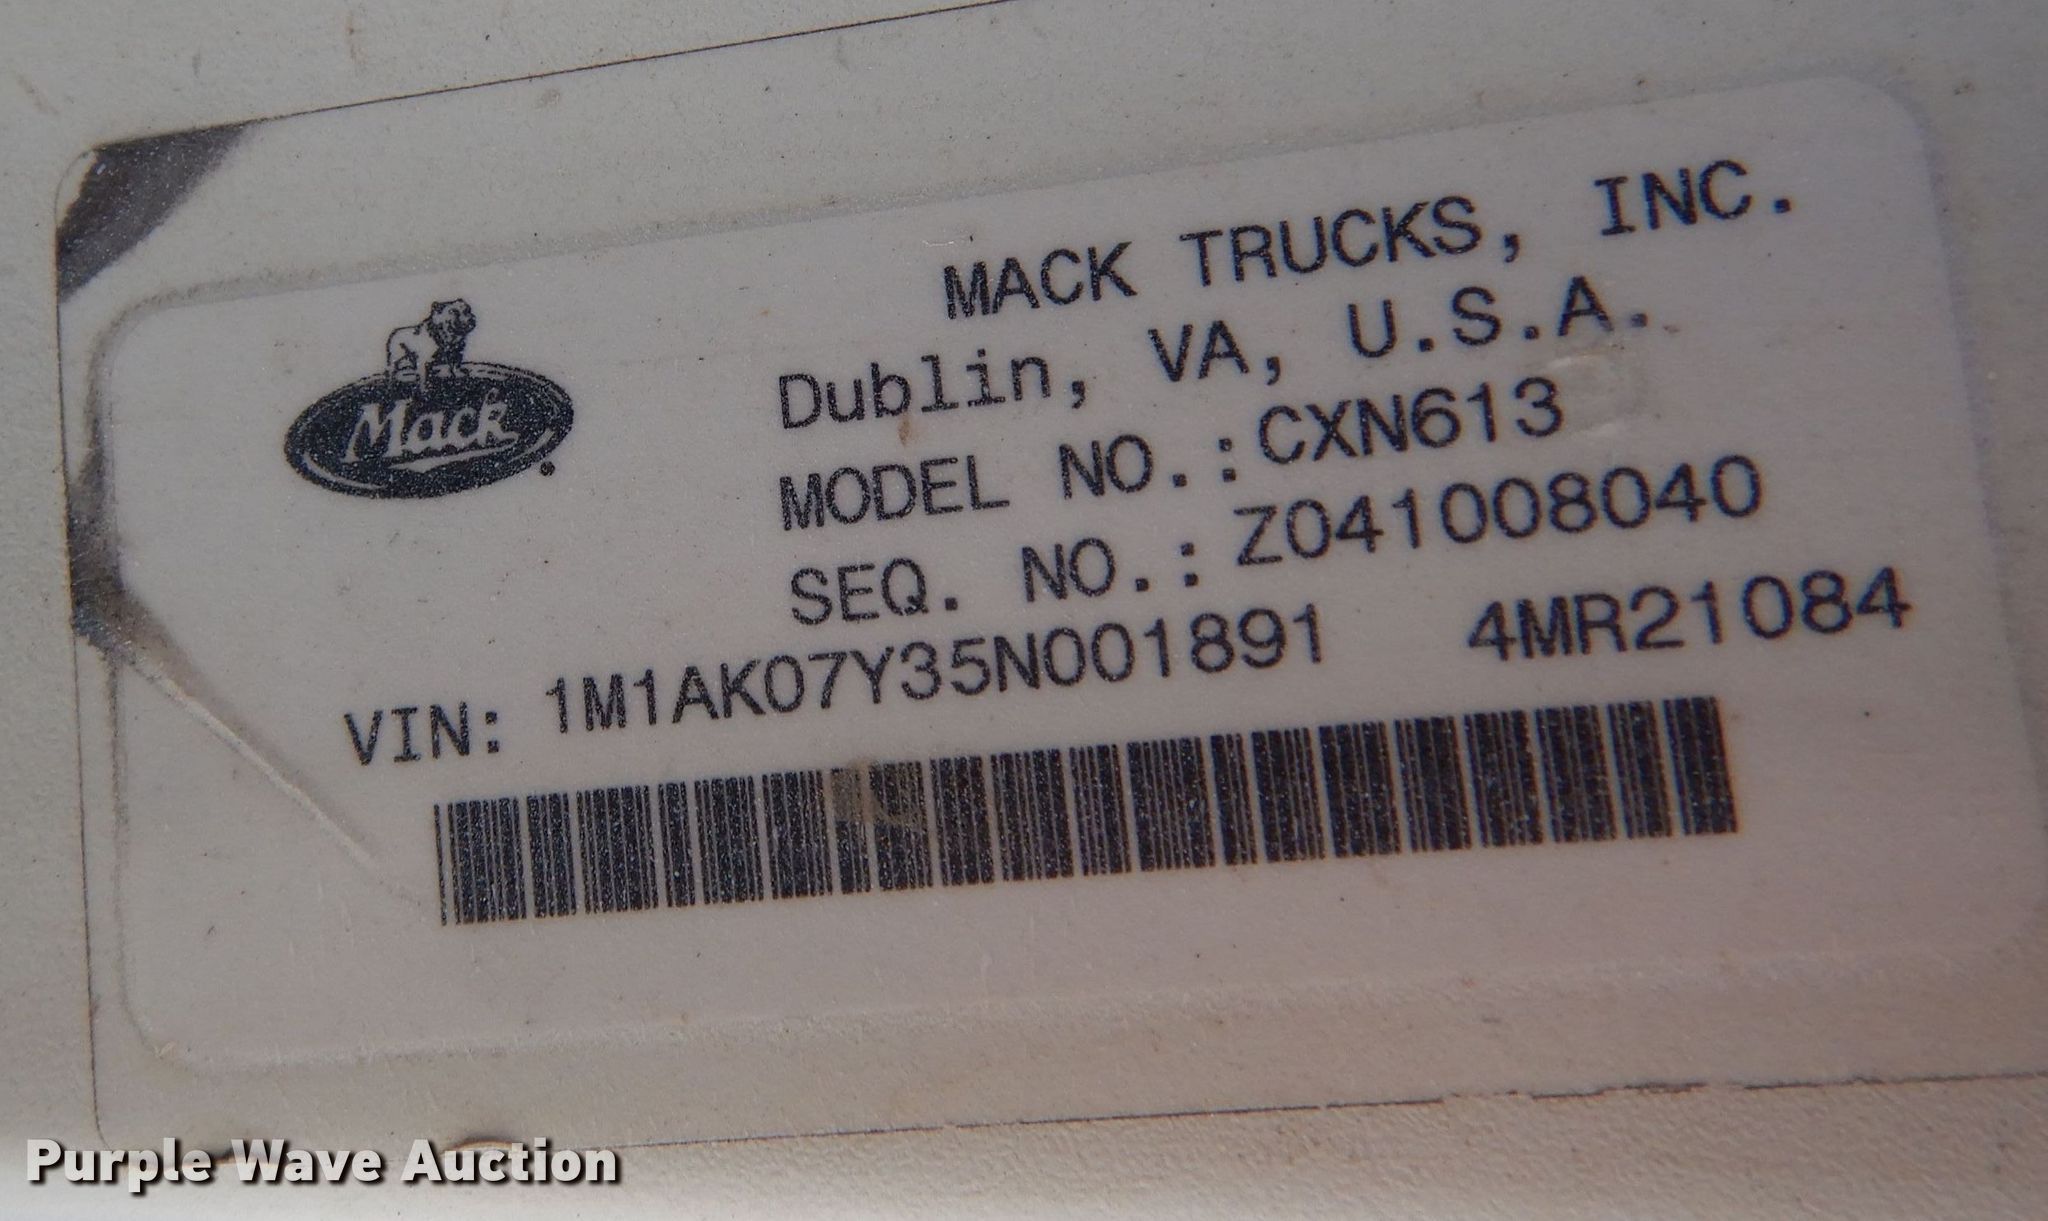 MACK TRUCKS, INC.
Dublin, VA, U.S.A.
Mack
MODEL NO.:CXN613
SEQ. NO.: Z041008040
VIN: 1M1AK07Y35N001891 4MR21084
Purple Wave Auction